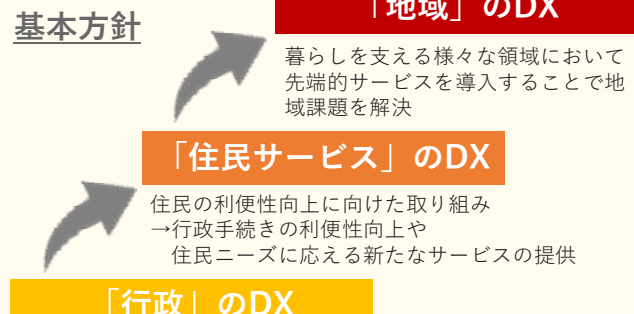 「地域」のDX
基本方針
暮らしを支える様々な領域において
先端的サービスを導入することで地
域課題を解決
「住民サービス」のDX
住民の利便性向上に向けた取り組み
→行政手続きの利便性向上や
住民ニーズに応える新たなサービスの提供
「行政」のDX